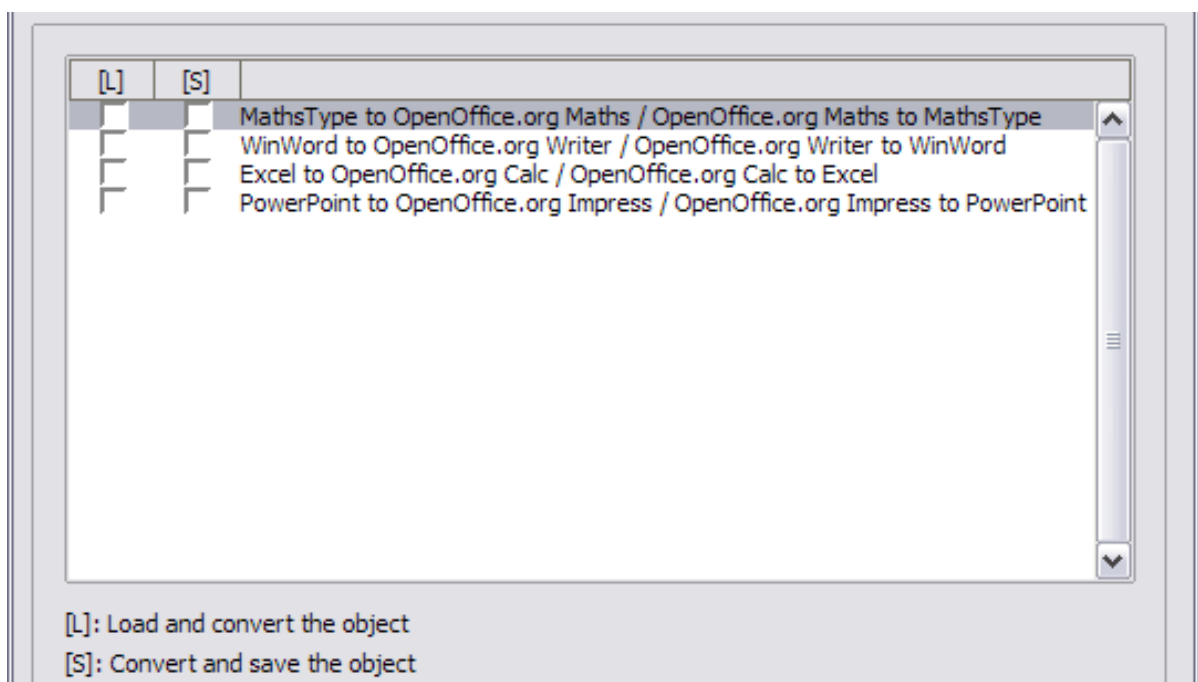 [L] [S]
MathsType to OpenOffice.org Maths / OpenOffice.org Maths to MathsType
WinWord to OpenOffice.org Writer / OpenOffice.org Writer to WinWord
Excel to OpenOffice.org Calc / OpenOffice.org Calc to Excel
PowerPoint to OpenOffice.org Impress / OpenOffice.org Impress to PowerPoint
[L]: Load and convert the object
[S]: Convert and save the object